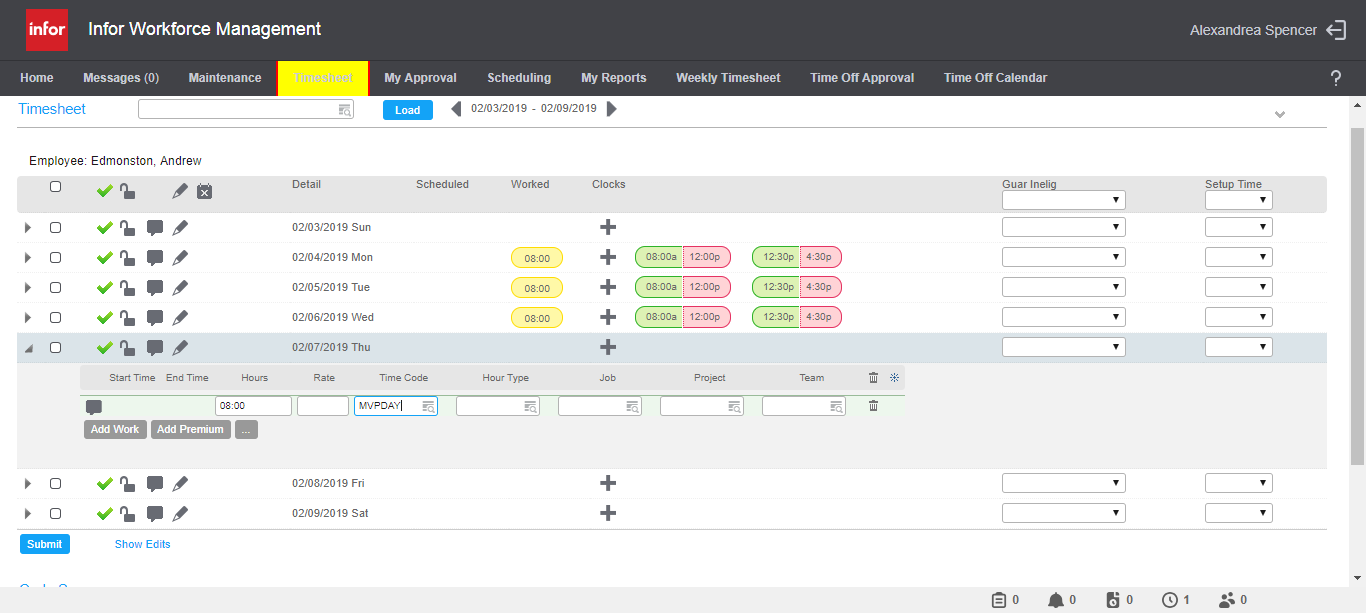 infor Infor Workforce Management Alexandrea Spencer
Home Messages (0) Maintenance Timesheet My Approval Scheduling My Reports Weekly Timesheet Time Off Approval Time Off Calendar ?
Timesheet Load 02/03/2019 - 02/09/2019
Employee: Edmonston, Andrew
Detail Scheduled Worked Clocks Guar Inelig Setup Time
02/03/2019 Sun
02/04/2019 Mon 08:00 08:00a 12:00p 12:30p 4:30p
02/05/2019 Tue 08:00 08:00a 12:00p 12:30p 4:30p
02/06/2019 Wed 08:00 08:00a 12:00p 12:30p 4:30p
02/07/2019 Thu
Start Time End Time Hours Rate Time Code Hour Type Job Project Team
08:00 MVPDAY
Add Work Add Premium ...
02/08/2019 Fri
02/09/2019 Sat
Submit Show Edits
0 0 0 1 0